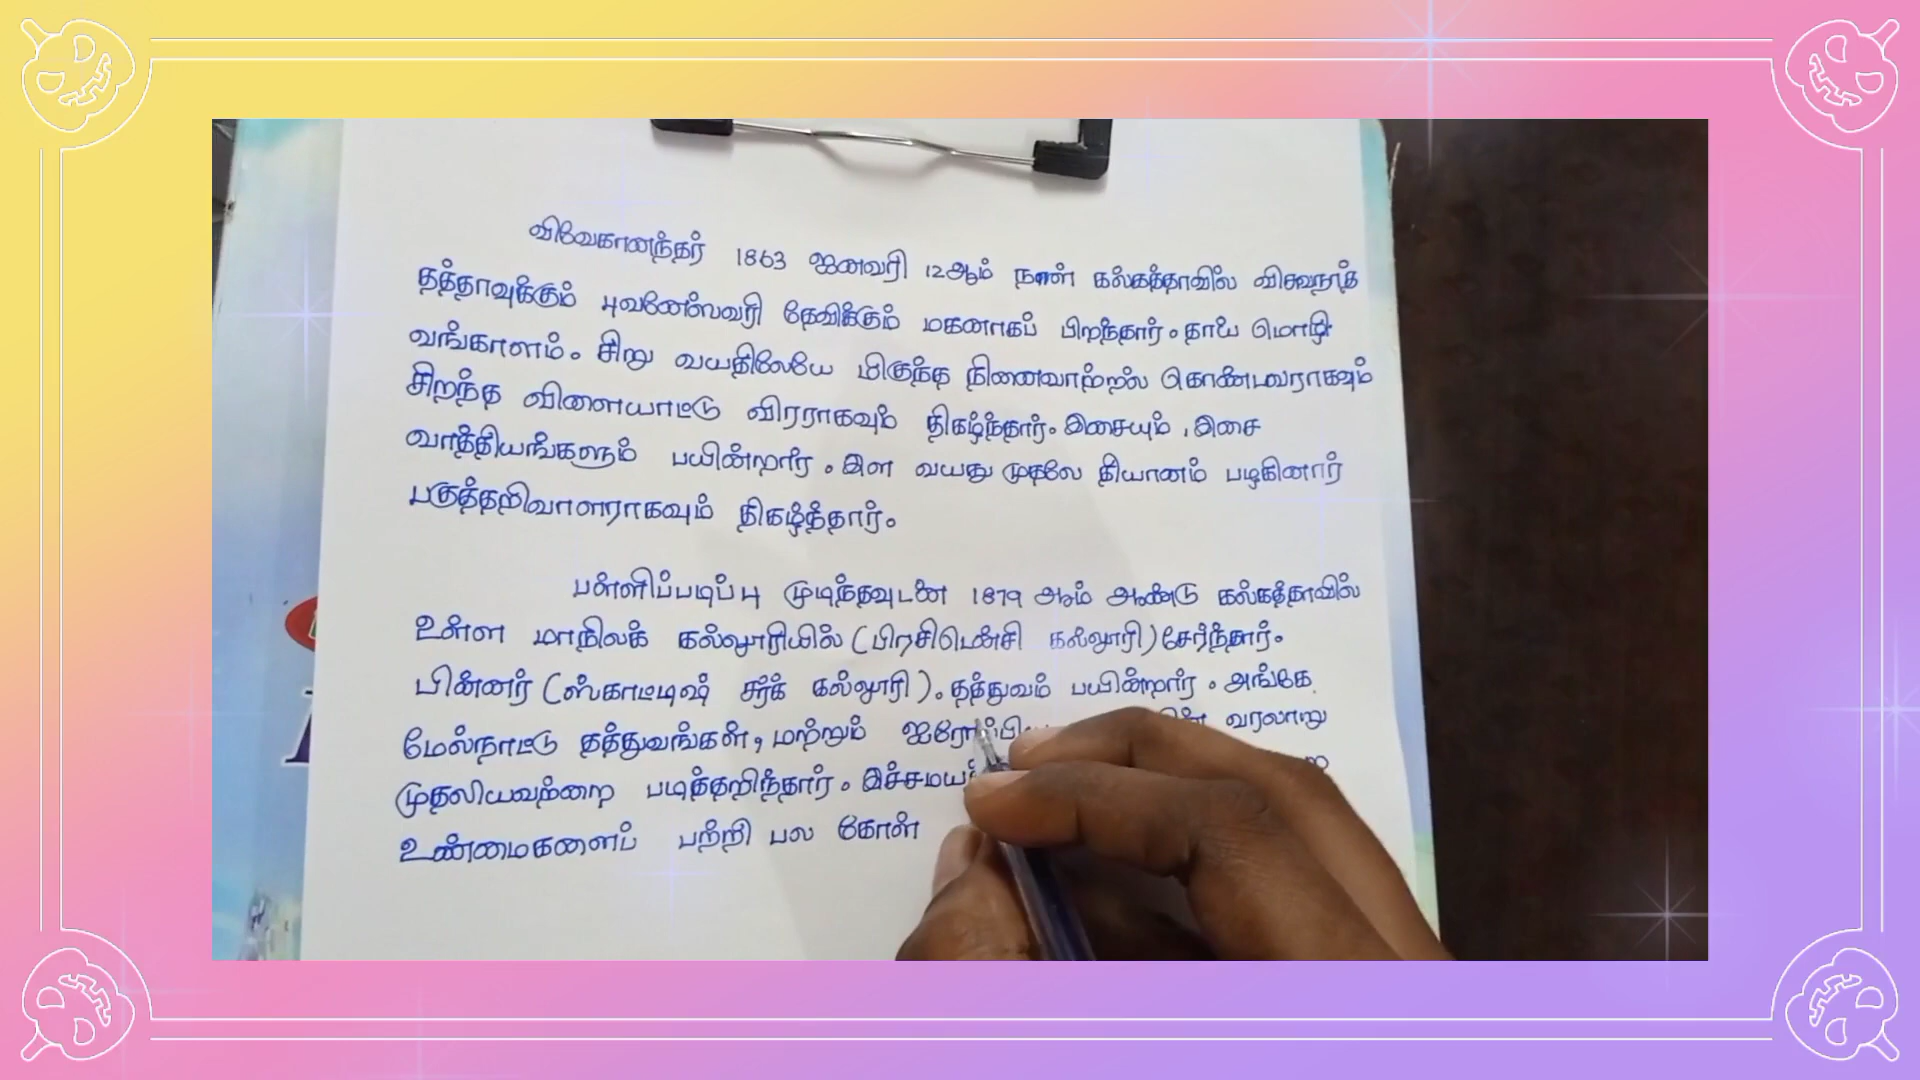 விவேகானந்தர் 1863 ஜனவரி 12ஆம் நாள் கல்கத்தாவில் விசுவநாத்
தத்தாவுக்கும் புவனேஸ்வரி தேவிக்கும் மகனாகப் பிறந்தார். தாய் மொழி
வங்காளம். சிறு வயதிலேயே மிகுந்த நினைவாற்றல் கொண்டவராகவும்
சிறந்த விளையாட்டு விரராகவும் திகழ்ந்தார். இசையும், இசை
வாத்தியங்களும் பயின்றார். இள வயது முதலே தியானம் பழகினார்
பகுத்தறிவாளராகவும் திகழ்ந்தார்.
பள்ளிப்படிப்பு முடிந்தவுடன் 1879 ஆம் ஆண்டு கல்கத்தாவில்
உள்ள மாநிலக் கல்லூரியில் (பிரசிமென்சி கல்லூரி) சேர்ந்தார்.
பின்னர் (ஸ்காட்டிஷ் சர்க் கல்லூரி). தத்துவம் பயின்றார். அங்கே
மேல்நாட்டு தத்துவங்கள், மற்றும் வரலாறு
முதலியவற்றை படித்தறிந்தார்.
உண்மைகளைப் பற்றி பல கேள்